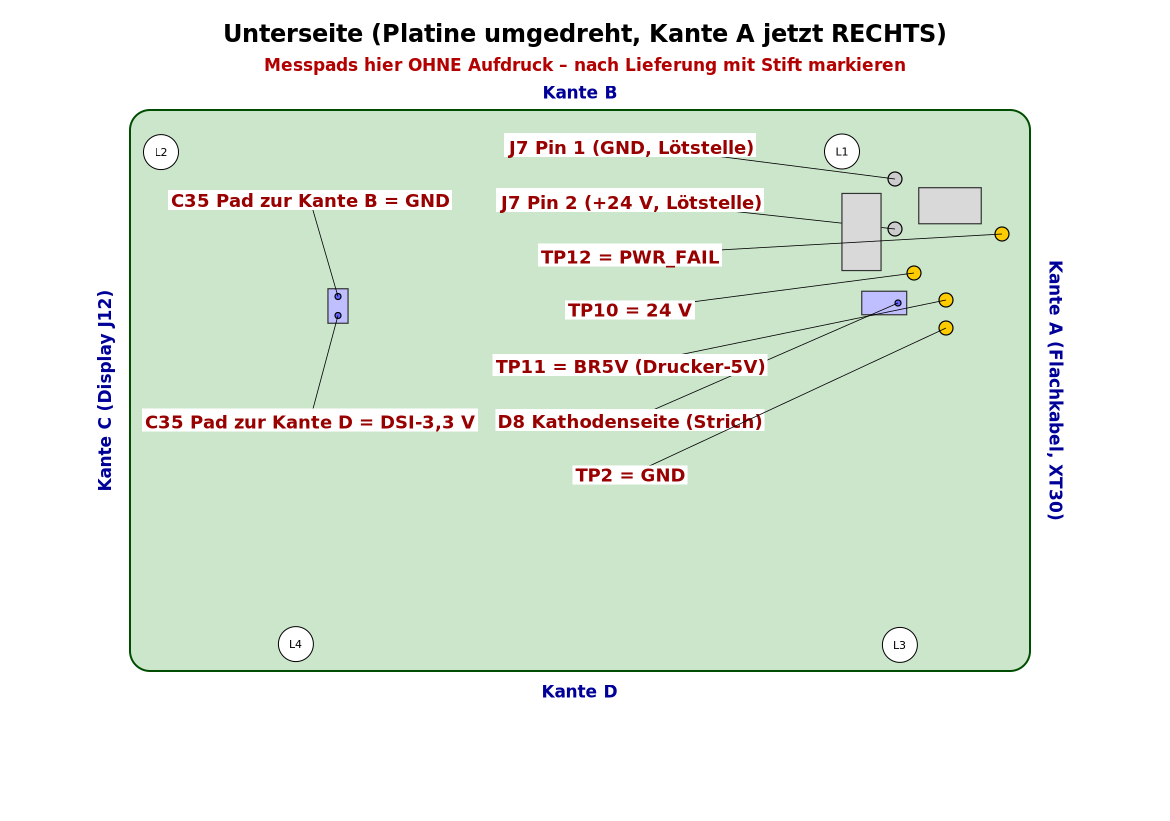 Unterseite (Platine umgedreht, Kante A jetzt RECHTS)
Messpads hier OHNE Aufdruck – nach Lieferung mit Stift markieren
Kante B
L2
L1
J7 Pin 1 (GND, Lötstelle)
C35 Pad zur Kante B = GND
J7 Pin 2 (+24 V, Lötstelle)
TP12 = PWR_FAIL
TP10 = 24 V
Kante C (Display J12)
Kante A (Flachkabel, XT30)
TP11 = BR5V (Drucker-5V)
C35 Pad zur Kante D = DSI-3,3 V
D8 Kathodenseite (Strich)
TP2 = GND
L4
L3
Kante D